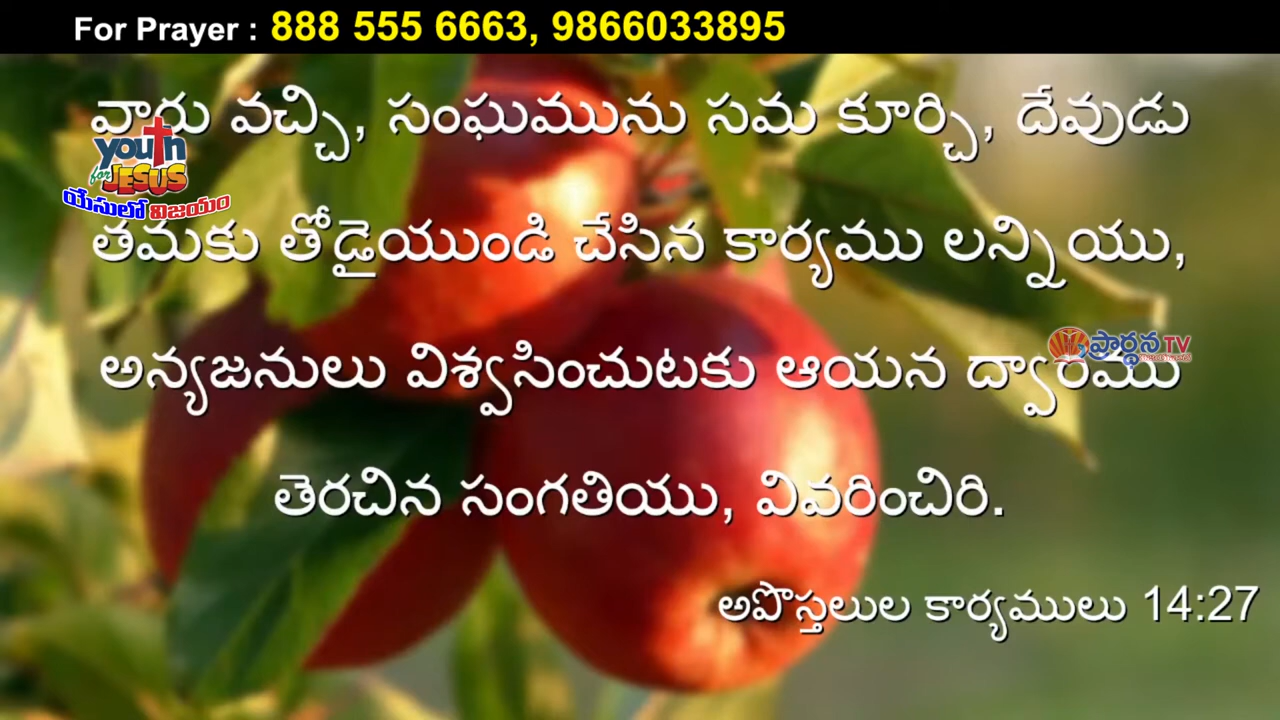 For Prayer : 888 555 6663, 9866033895
వారు వచ్చి, సంఘమును సమ కూర్చి, దేవుడు
youth
for JESUS
యేసులో విజయం
తమకు తోడైయుండి చేసిన కార్యము లన్నియు,
ప్రార్థన TV
అన్యజనులు విశ్వసించుటకు ఆయన ద్వారము
తెరచిన సంగతియు, వివరించిరి.
అపొస్తలుల కార్యములు 14:27